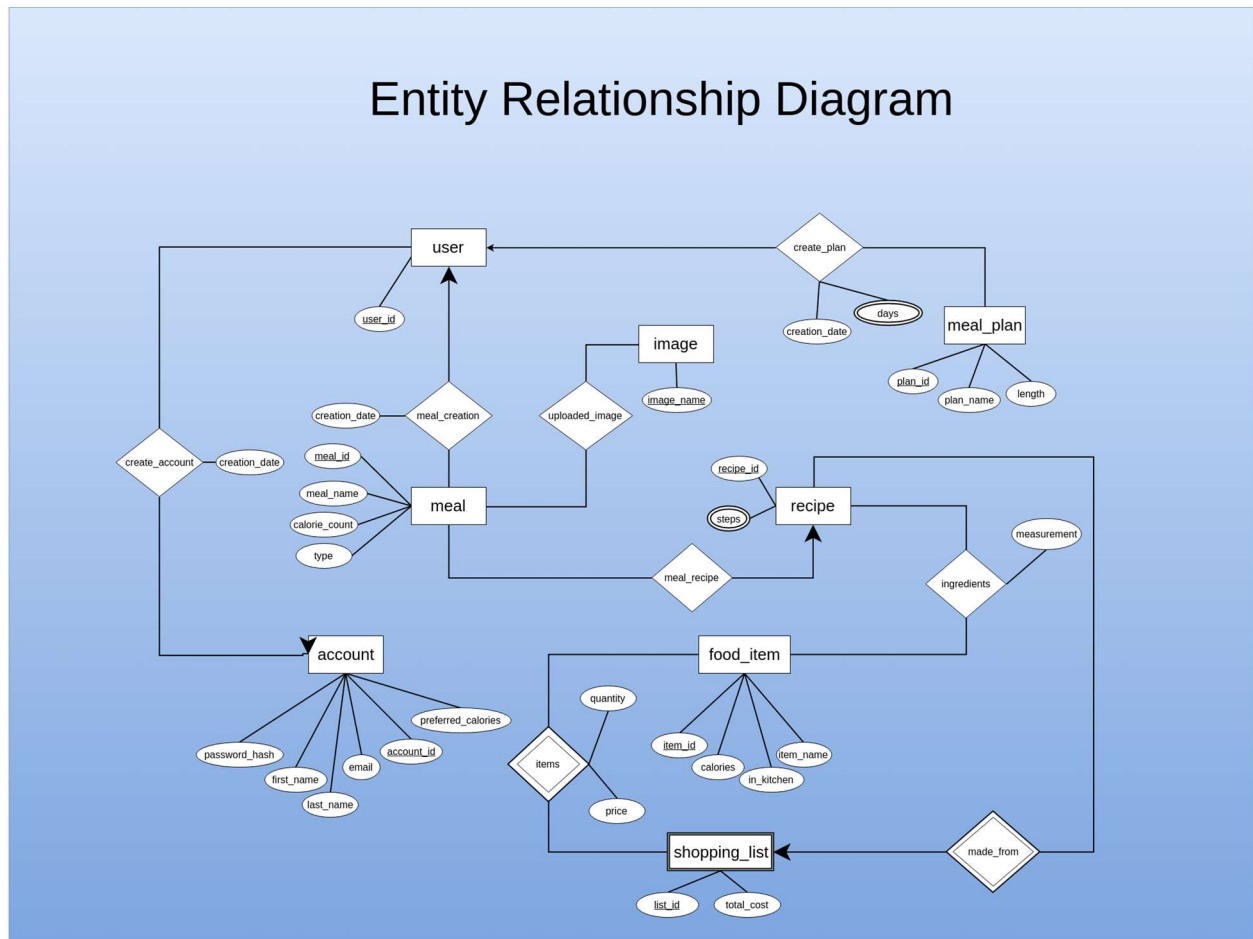 Entity Relationship Diagram
user
create_plan
user_id
creation_date
days
meal_plan
image
plan_id
plan_name
length
image_name
creation_date
meal_creation
uploaded_image
create_account
creation_date
meal_id
meal_name
calorie_count
type
meal
recipe_id
steps
recipe
measurement
meal_recipe
ingredients
account
food_item
password_hash
first_name
last_name
email
account_id
preferred_calories
quantity
items
price
item_id
calories
in_kitchen
item_name
shopping_list
made_from
list_id
total_cost